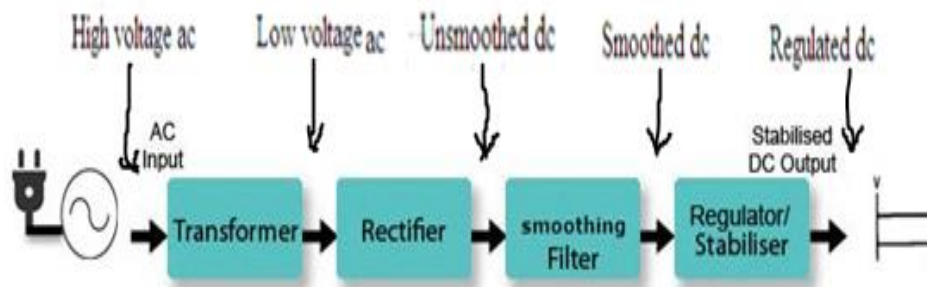 High voltage ac
Low voltage ac
Unsmoothed dc
Smoothed dc
Regulated dc
AC
Input
Stabilised
DC Output
V
Transformer
Rectifier
smoothing
Filter
Regulator/
Stabiliser